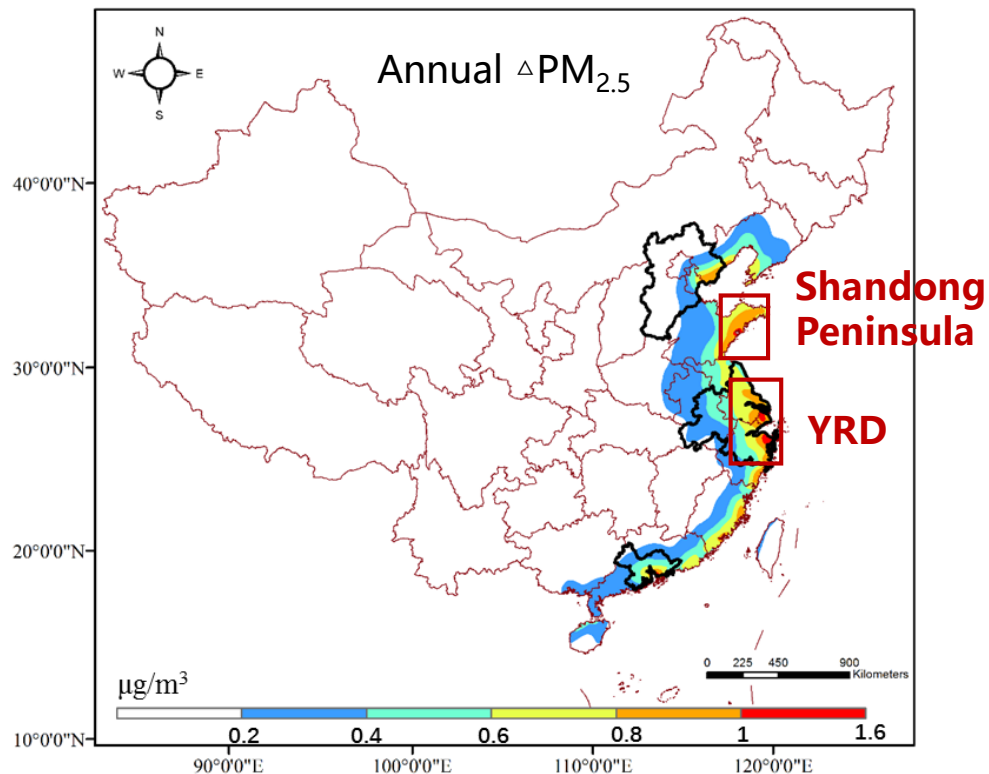 Annual △PM2.5
N
W
E
S
40°0'0"N
30°0'0"N
20°0'0"N
10°0'0"N
Shandong
Peninsula
YRD
0 225 450 900
Kilometers
μg/m³
0.2 0.4 0.6 0.8 1 1.6
90°0'0"E 100°0'0"E 110°0'0"E 120°0'0"E